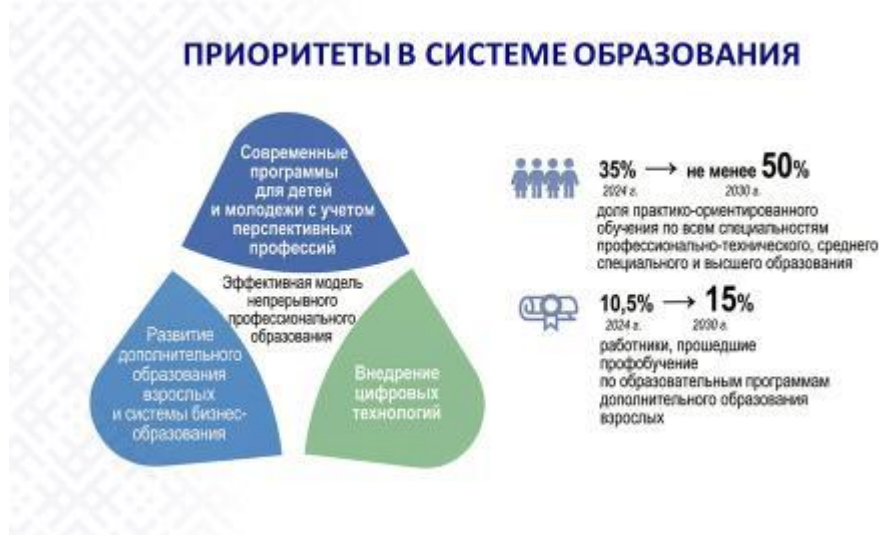 ПРИОРИТЕТЫ В СИСТЕМЕ ОБРАЗОВАНИЯ
Современные
программы
для детей
и молодежи с учетом
перспективных
профессий
Эффективная модель
непрерывного
профессионального
образования
Развитие
дополнительного
образования
взрослых
и системы бизнес-
образования
Внедрение
цифровых
технологий
35% → не менее 50%
2024 г. 2030 г.
доля практико-ориентированного
обучения по всем специальностям
профессионально-технического, среднего
специального и высшего образования
10,5% → 15%
2024 г. 2030 г.
работники, прошедшие
профобучение
по образовательным программам
дополнительного образования
взрослых